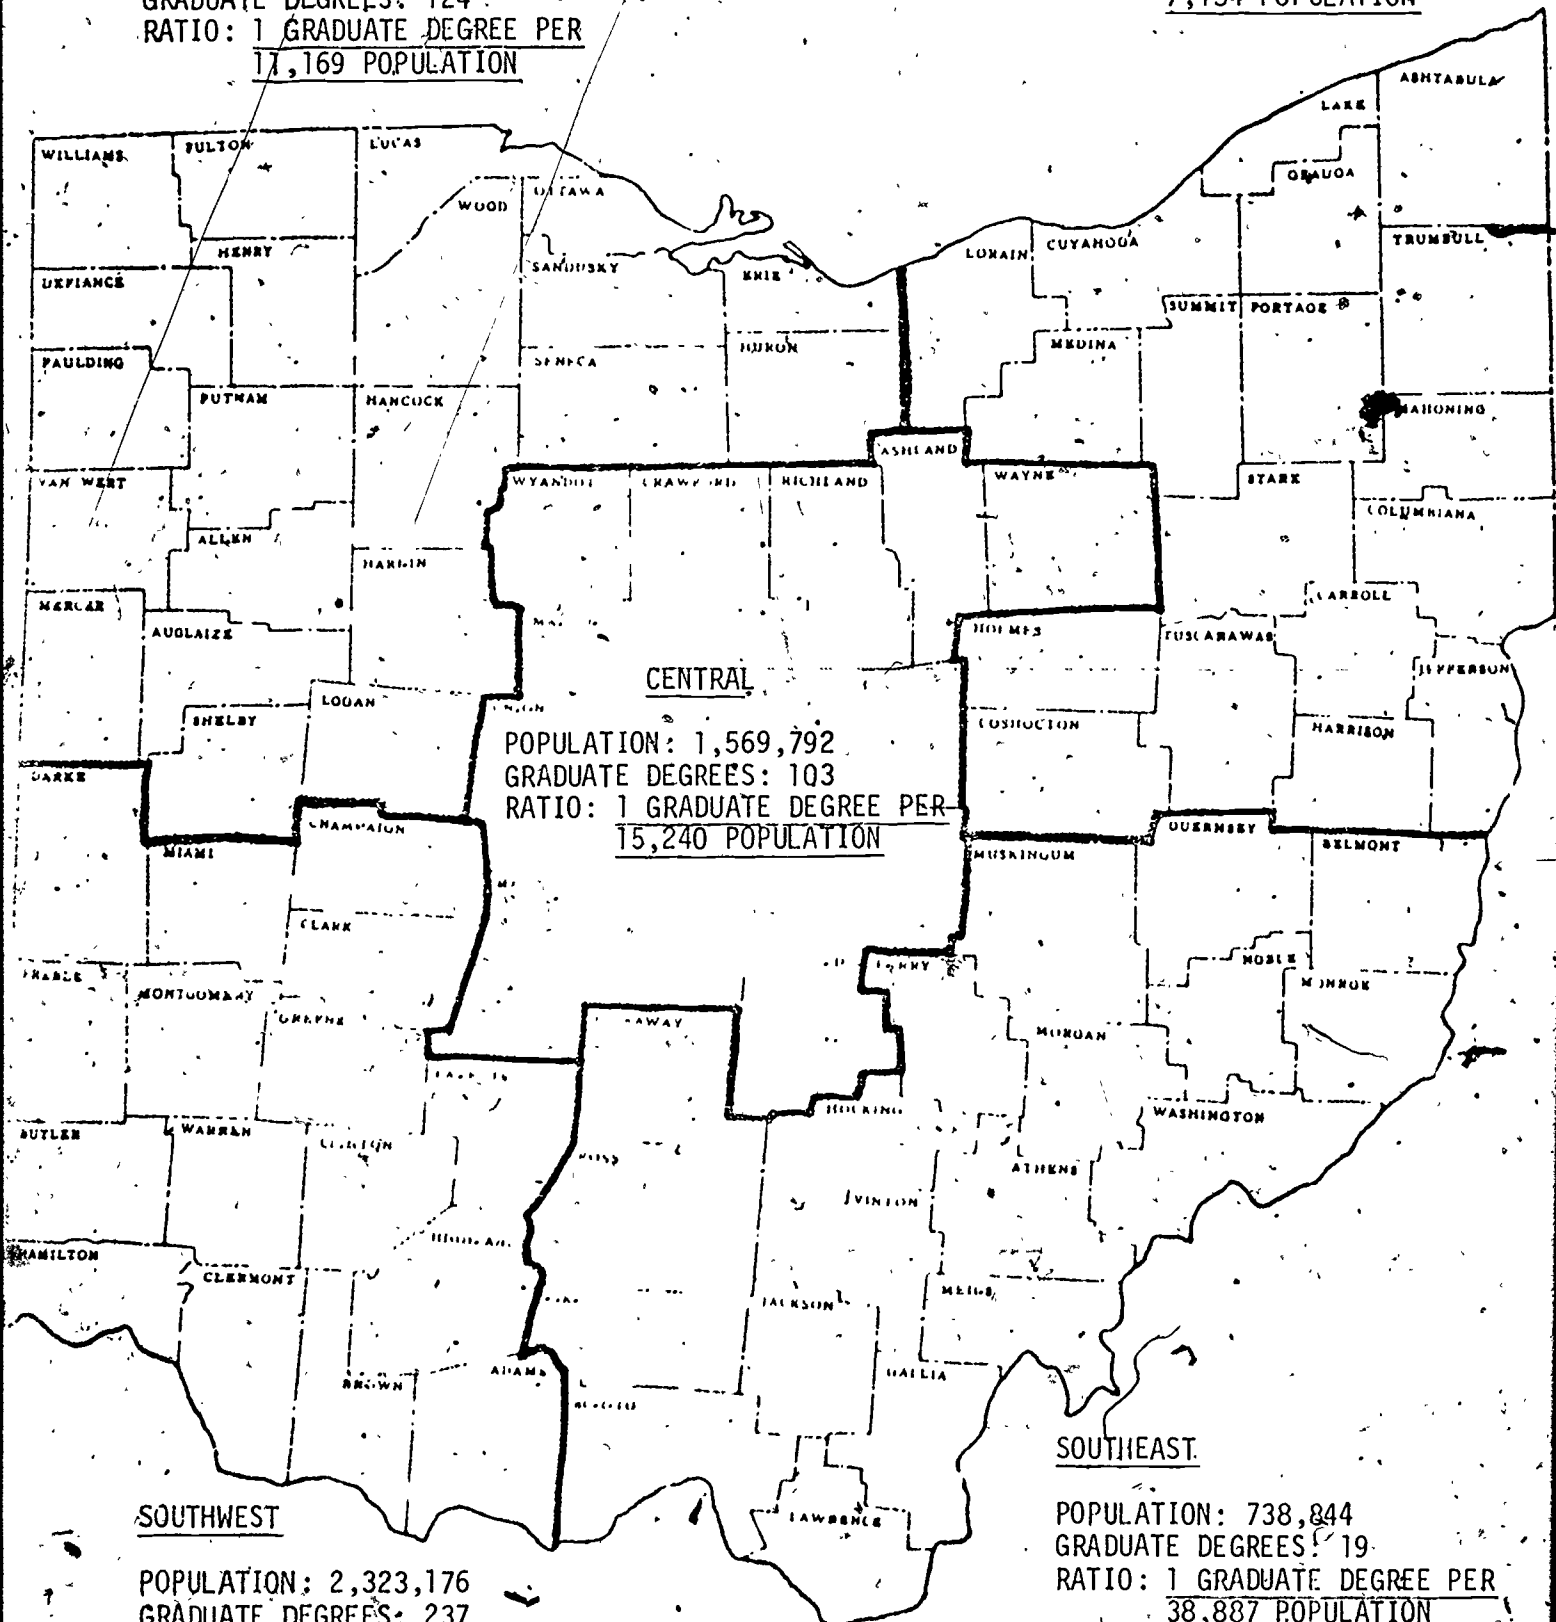 GRADUATE DEGREES: 124
RATIO: 1 GRADUATE DEGREE PER
11,169 POPULATION
7,154 POPULATION
ASHTABULA
LAKE
WILLIAMS
FULTON
LUCAS
GEAUGA
OTTAWA
WOOD
HENRY
SANDUSKY
ERIE
LORAIN
CUYAHOGA
TRUMBULL
DEFIANCE
SUMMIT
PORTAGE
PAULDING
SENECA
HURON
MEDINA
PUTNAM
HANCOCK
MAHONING
ASHLAND
VAN WERT
WYANDOT
CRAWFORD
RICHLAND
WAYNE
STARK
COLUMBIANA
ALLEN
HARDIN
MERCER
CARROLL
AUGLAIZE
HOLMES
TUSCARAWAS
JEFFERSON
CENTRAL
LOGAN
SHELBY
UNION
COSHOCTON
HARRISON
POPULATION: 1,569,792
GRADUATE DEGREES: 103
RATIO: 1 GRADUATE DEGREE PER
15,240 POPULATION
DARKE
CHAMPAIGN
GUERNSEY
MIAMI
MUSKINGUM
BELMONT
CLARK
PREBLE
MONTGOMERY
PERRY
NOBLE
MONROE
GREENE
AWAY
MORGAN
HOCKING
WASHINGTON
BUTLER
WARREN
CLINTON
ROSS
ATHENS
VINTON
HAMILTON
CLERMONT
MEIGS
JACKSON
BROWN
ADAMS
GALLIA
SOUTHEAST
LAWRENCE
SOUTHWEST
POPULATION: 738,844
GRADUATE DEGREES: 19
RATIO: 1 GRADUATE DEGREE PER
38,887 POPULATION
POPULATION: 2,323,176
GRADUATE DEGREES: 237